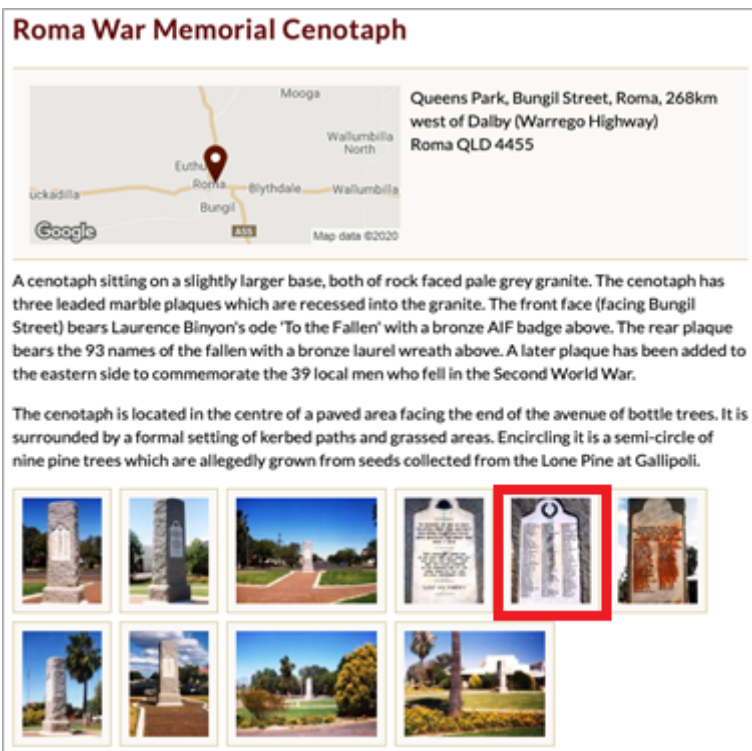 Roma War Memorial Cenotaph
Mooga
Wallumbilla
North
Euthu
Roma
uckadilla
Blythdale
Wallumbilla
Bungil
Google
A55
Map data ©2020
Queens Park, Bungil Street, Roma, 268km
west of Dalby (Warrego Highway)
Roma QLD 4455
A cenotaph sitting on a slightly larger base, both of rock faced pale grey granite. The cenotaph has
three leaded marble plaques which are recessed into the granite. The front face (facing Bungil
Street) bears Laurence Binyon's ode 'To the Fallen' with a bronze AIF badge above. The rear plaque
bears the 93 names of the fallen with a bronze laurel wreath above. A later plaque has been added to
the eastern side to commemorate the 39 local men who fell in the Second World War.
The cenotaph is located in the centre of a paved area facing the end of the avenue of bottle trees. It is
surrounded by a formal setting of kerbed paths and grassed areas. Encircling it is a semi-circle of
nine pine trees which are allegedly grown from seeds collected from the Lone Pine at Gallipoli.